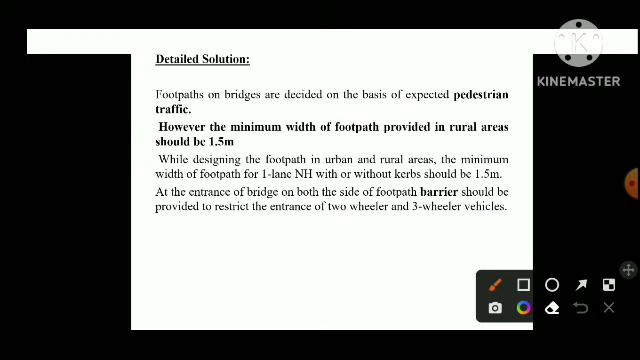 Detailed Solution:
Footpaths on bridges are decided on the basis of expected pedestrian
traffic.
However the minimum width of footpath provided in rural areas
should be 1.5m
While designing the footpath in urban and rural areas, the minimum
width of footpath for 1-lane NH with or without kerbs should be 1.5m.
At the entrance of bridge on both the side of footpath barrier should be
provided to restrict the entrance of two wheeler and 3-wheeler vehicles.
K
KINEMASTER